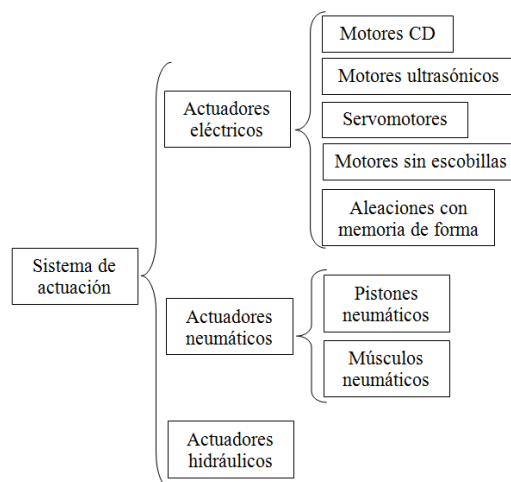 Sistema de
actuación
Actuadores
eléctricos
Motores CD
Motores ultrasónicos
Servomotores
Motores sin escobillas
Aleaciones con
memoria de forma
Actuadores
neumáticos
Pistones
neumáticos
Músculos
neumáticos
Actuadores
hidráulicos